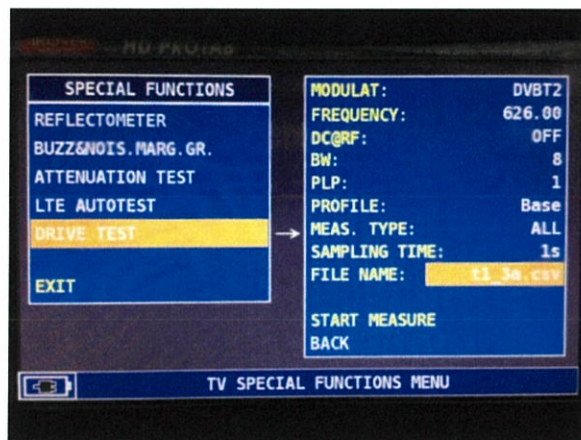 HD PROTAB
SPECIAL FUNCTIONS
REFLECTOMETER
BUZZ&NOIS.MARG.GR.
ATTENUATION TEST
LTE AUTOTEST
DRIVE TEST
EXIT
MODULAT: DVBT2
FREQUENCY: 626.00
DC@RF: OFF
BW: 8
PLP: 1
PROFILE: Base
MEAS. TYPE: ALL
SAMPLING TIME: 1s
FILE NAME: t1_3a.csv
START MEASURE
BACK
TV SPECIAL FUNCTIONS MENU